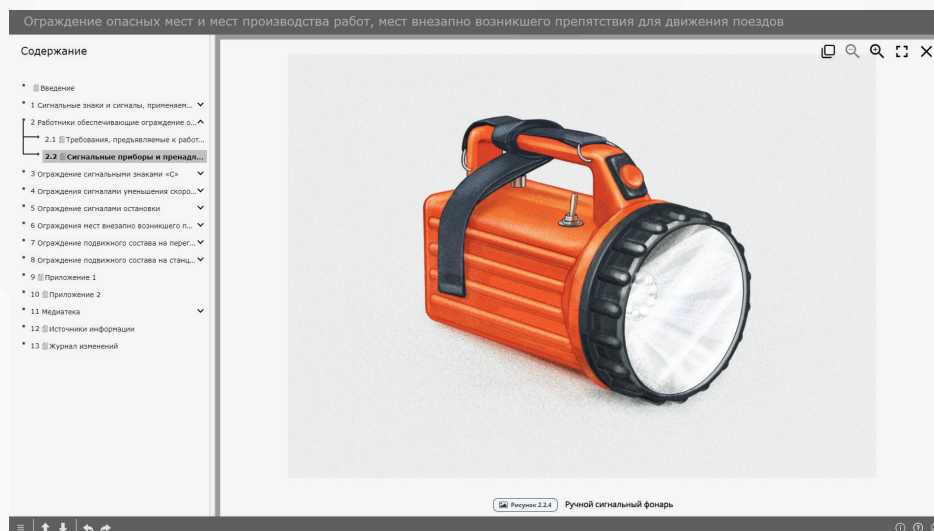 Ограждение опасных мест и мест производства работ, мест внезапно возникшего препятствия для движения поездов
Содержание
Введение
1 Сигнальные знаки и сигналы, применяем...
2 Работники обеспечивающие ограждение о...
2.1 Требования, предъявляемые к работ...
2.2 Сигнальные приборы и пренадл...
3 Ограждение сигнальными знаками «С»
4 Ограждения сигналами уменьшения скоро...
5 Ограждение сигналами остановки
6 Ограждения мест внезапно возникшего п...
7 Ограждение подвижного состава на перег...
8 Ограждение подвижного состава на станц...
9 Приложение 1
10 Приложение 2
11 Медиатека
12 Источники информации
13 Журнал изменений
Рисунок 2.2.4 Ручной сигнальный фонарь